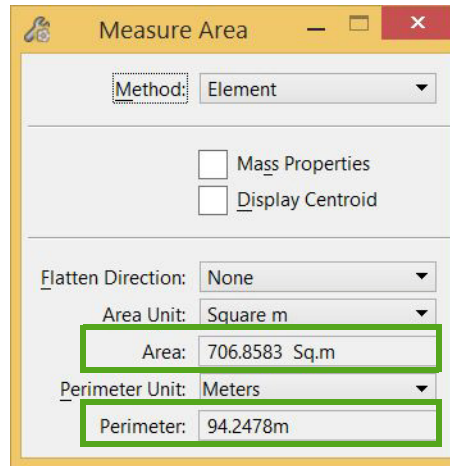 Measure Area
Method: Element
Mass Properties
Display Centroid
Flatten Direction: None
Area Unit: Square m
Area: 706.8583 Sq.m
Perimeter Unit: Meters
Perimeter: 94.2478m